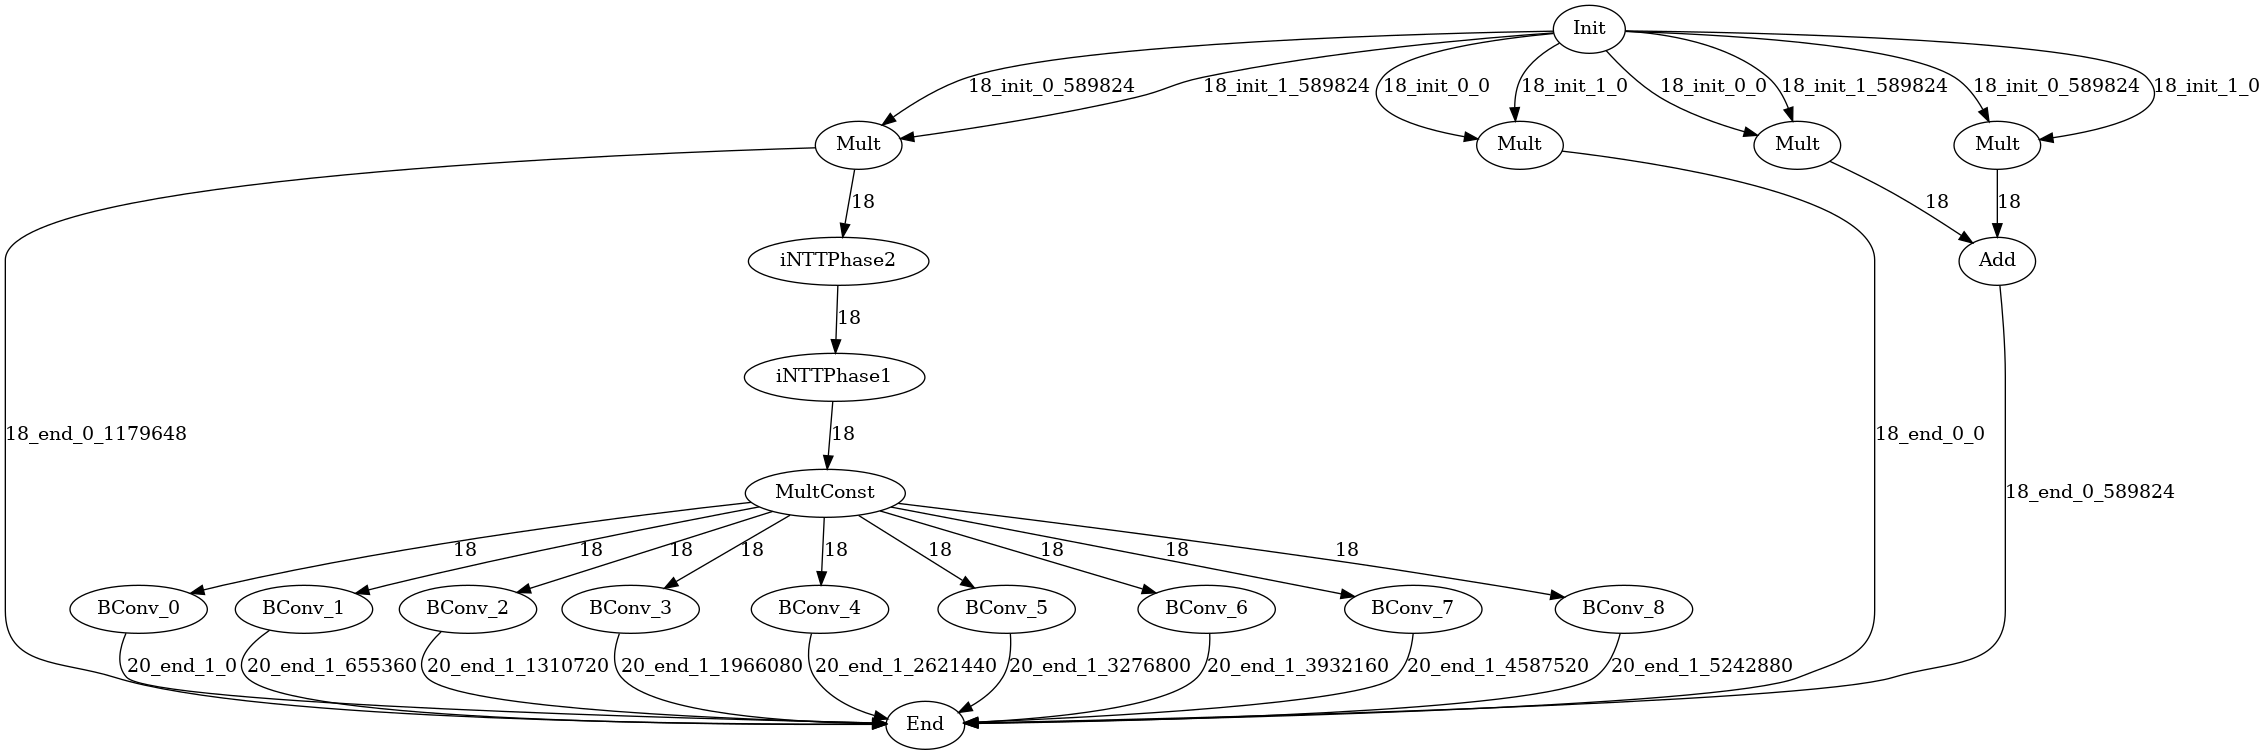 Init
18_init_0_589824
18_init_1_589824
18_init_0_0
18_init_1_0
18_init_0_0
18_init_1_589824
18_init_0_589824
18_init_1_0
Mult
Mult
Mult
Mult
18
18
18
iNTTPhase2
Add
18
iNTTPhase1
18_end_0_1179648
18
18_end_0_0
MultConst
18_end_0_589824
18
18
18
18
18
18
18
18
18
BConv_0
BConv_1
BConv_2
BConv_3
BConv_4
BConv_5
BConv_6
BConv_7
BConv_8
20_end_1_0
20_end_1_655360
20_end_1_1310720
20_end_1_1966080
20_end_1_2621440
20_end_1_3276800
20_end_1_3932160
20_end_1_4587520
20_end_1_5242880
End